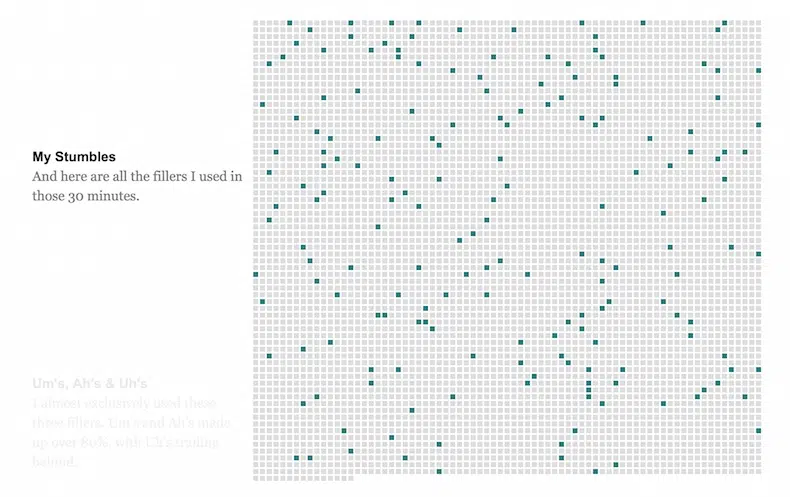 My Stumbles
And here are all the fillers I used in
those 30 minutes.
Um's, Ah's & Uh's
I almost exclusively used these
three fillers. Um's and Ah's made
up over 80%, with Uh's trailing
behind.